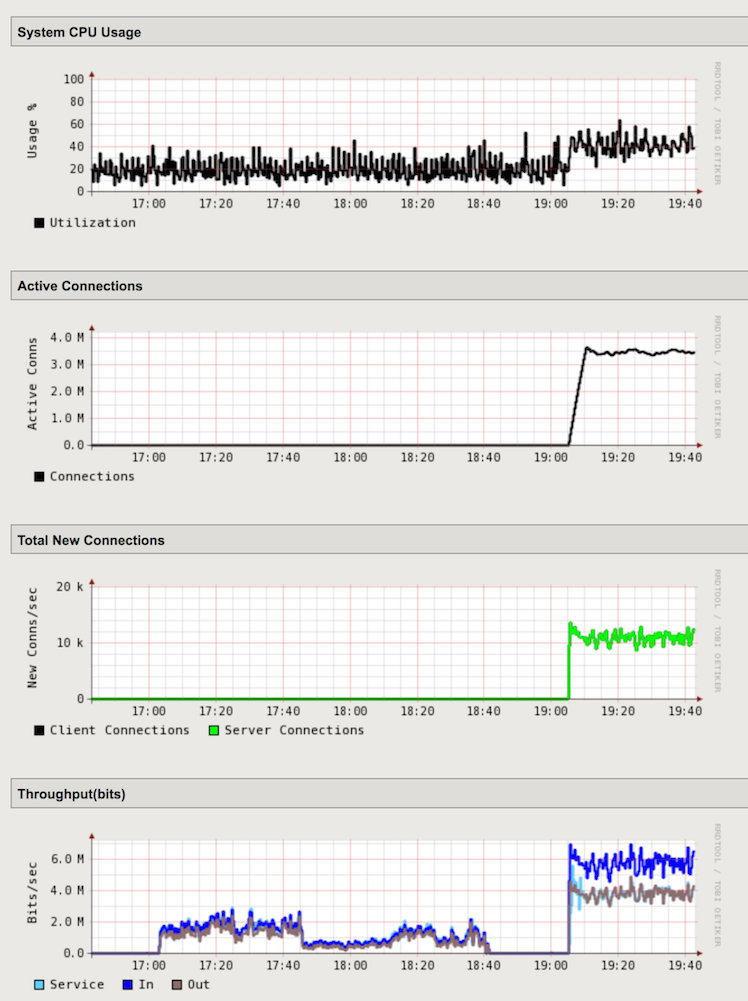 System CPU Usage
RRDTOOL / TOBI OETIKER
Usage %
100
80
60
40
20
0
17:00 17:20 17:40 18:00 18:20 18:40 19:00 19:20 19:40
Utilization
Active Connections
RRDTOOL / TOBI OETIKER
Active Conns
4.0 M
3.0 M
2.0 M
1.0 M
0.0
17:00 17:20 17:40 18:00 18:20 18:40 19:00 19:20 19:40
Connections
Total New Connections
RRDTOOL / TOBI OETIKER
New Conns/sec
20 k
10 k
0
17:00 17:20 17:40 18:00 18:20 18:40 19:00 19:20 19:40
Client Connections Server Connections
Throughput(bits)
RRDTOOL / TOBI OETIKER
Bits/sec
6.0 M
4.0 M
2.0 M
0.0
17:00 17:20 17:40 18:00 18:20 18:40 19:00 19:20 19:40
Service In Out